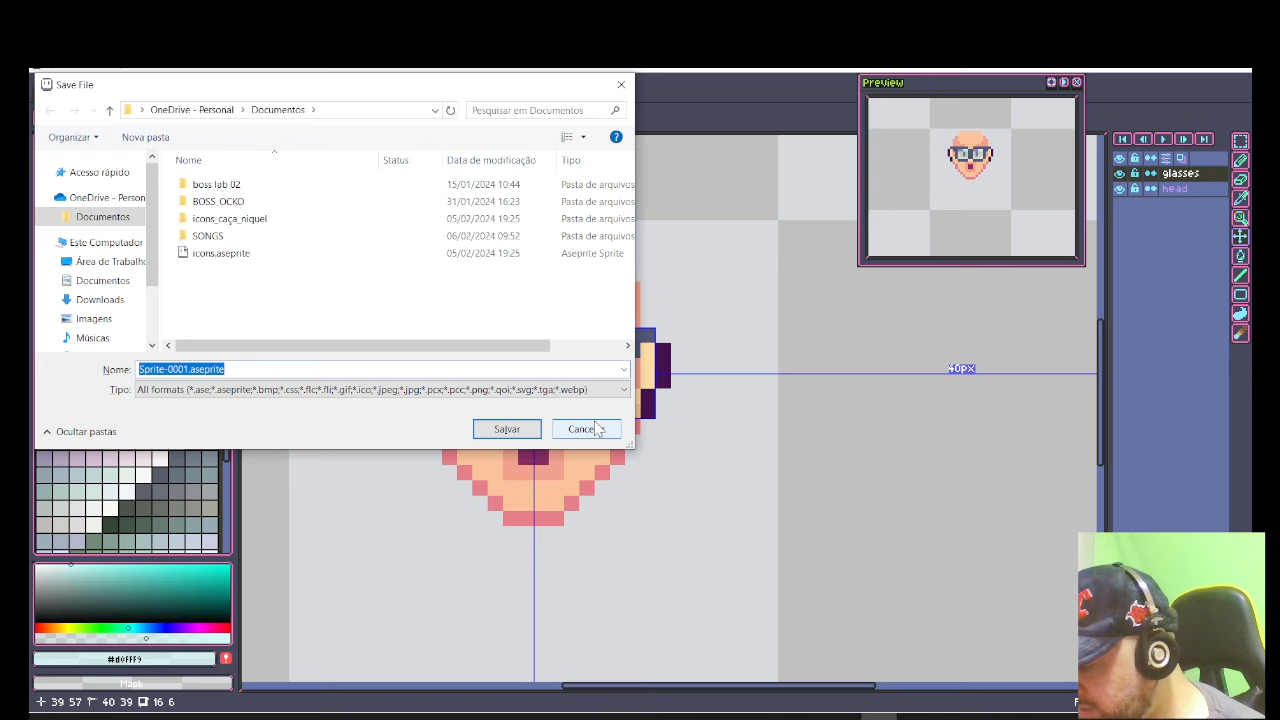 Save File
Preview
OneDrive - Personal > Documentos >
Pesquisar em Documentos
Organizar
Nova pasta
Nome Status Data de modificação Tipo
Acesso rápido
OneDrive - Person
Documentos
Este Computador
Área de Trabalho
Documentos
Downloads
Imagens
Músicas
boss lab 02 15/01/2024 10:44 Pasta de arquivos
BOSS_OCKO 31/01/2024 16:23 Pasta de arquivos
icons_caça_niquel 05/02/2024 19:25 Pasta de arquivos
SONGS 06/02/2024 09:52 Pasta de arquivos
icons.aseprite 05/02/2024 19:25 Aseprite Sprite
glasses
head
Nome: Sprite-0001.aseprite
Tipo: All formats (*.ase;*.aseprite;*.bmp;*.css;*.flc;*.fli;*.gif;*.ico;*.jpeg;*.jpg;*.pcx;*.pcc;*.png;*.qoi;*.svg;*.tga;*.webp)
40px
Ocultar pastas
Salvar
Cance
#d0FFF9
Mask
39 57 40 39 16 6